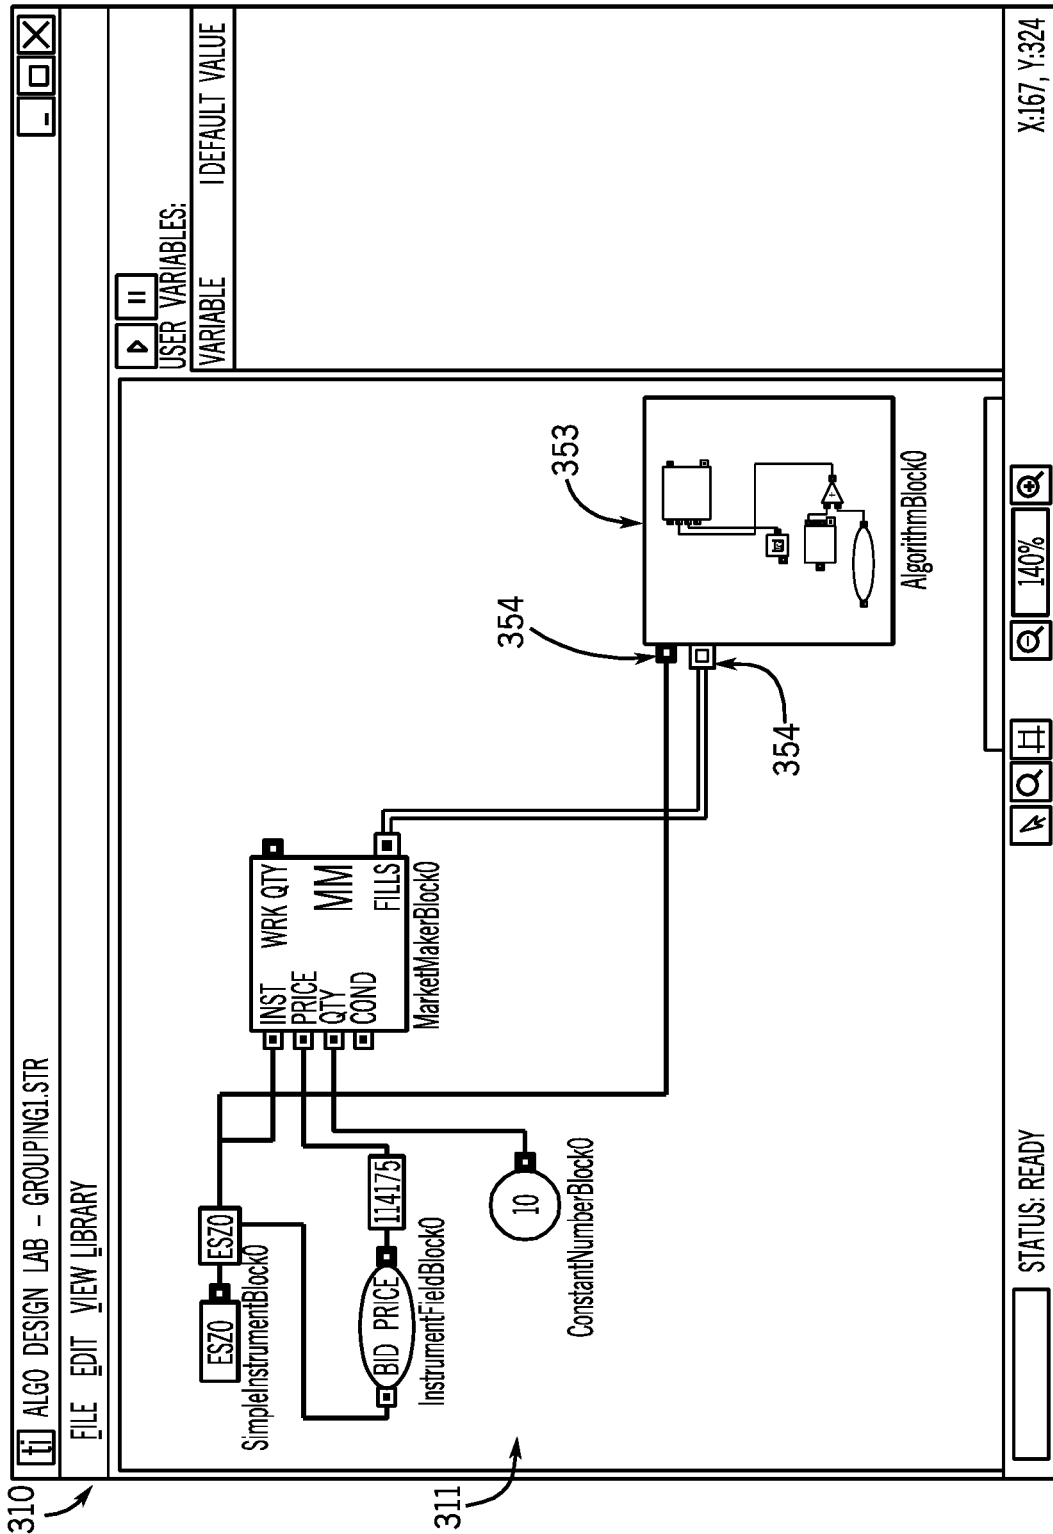 310
ti ALGO DESIGN LAB - GROUPING1.STR
FILE EDIT VIEW LIBRARY
USER VARIABLES:
VARIABLE | DEFAULT VALUE
ESZ0
ESZ0
SimpleInstrumentBlock0
INST
WRK QTY
PRICE
QTY
MM
COND
FILLS
MarketMakerBlock0
BID PRICE
114175
InstrumentFieldBlock0
10
ConstantNumberBlock0
311
354
353
354
+
AlgorithmBlock0
STATUS: READY
140%
X:167, Y:324